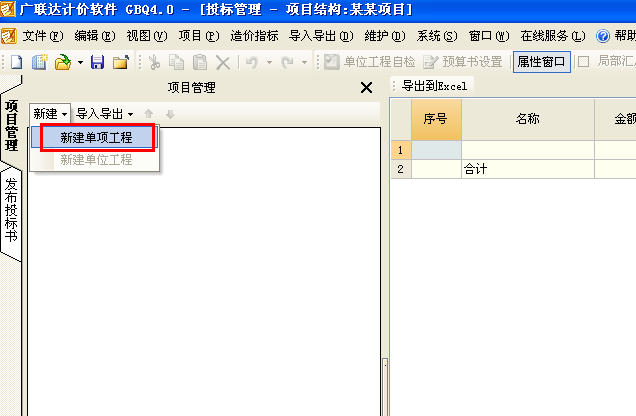 广联达计价软件 GBQ4.0 - [投标管理 - 项目结构:某某项目]
文件(F) 编辑(E) 视图(V) 项目(P) 造价指标 导入导出(D) 维护(D) 系统(S) 窗口(W) 在线服务(L) 帮助
单位工程自检 预算书设置 属性窗口 局部汇
项目管理
发布投标书
项目管理
新建 导入导出
新建单项工程
新建单位工程
导出到Excel
序号 名称 金额
1
2 合计